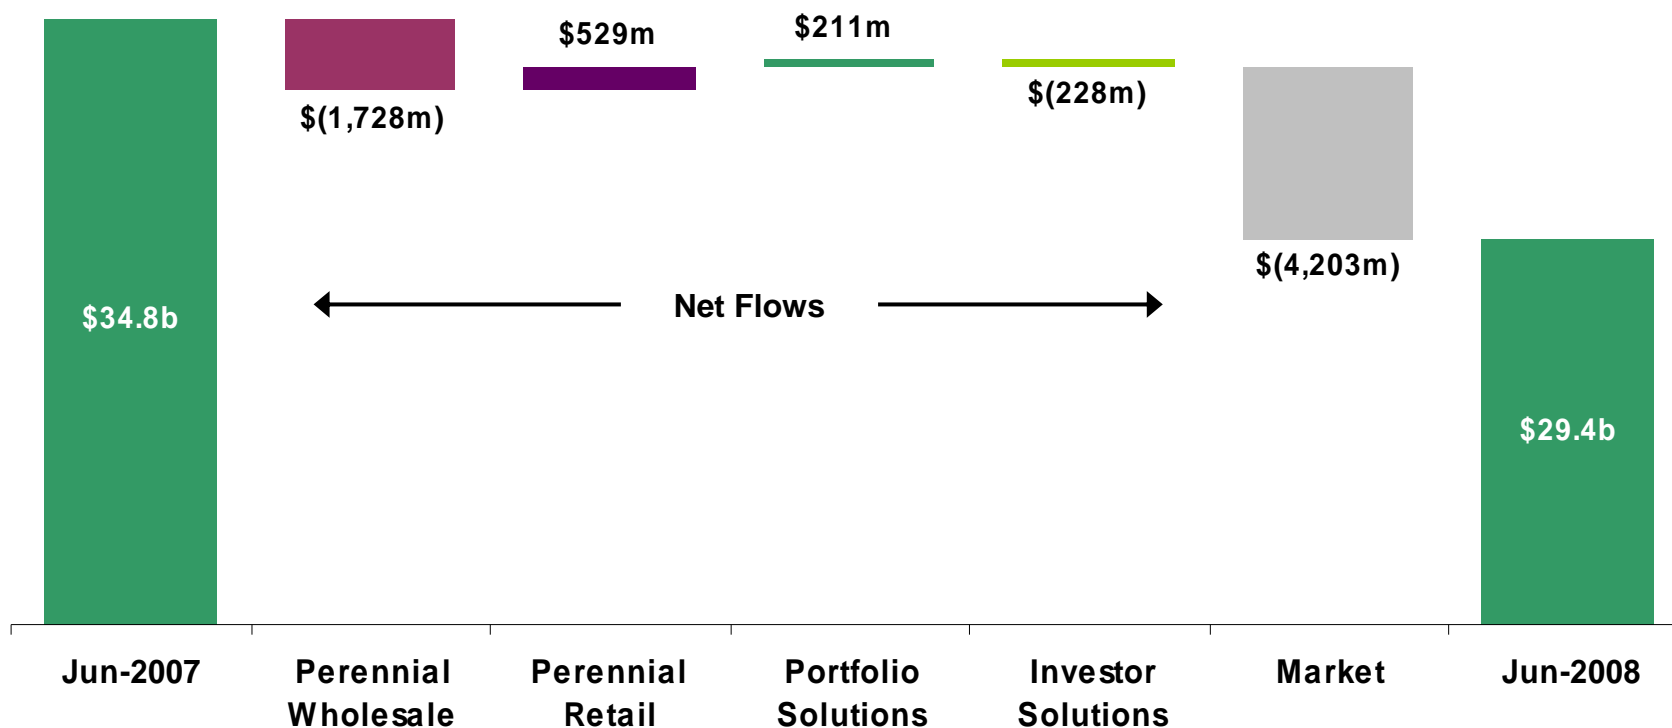 $529m
$211m
$(1,728m)
$(228m)
$(4,203m)
$34.8b
Net Flows
$29.4b
Jun-2007
Perennial
Wholesale
Perennial
Retail
Portfolio
Solutions
Investor
Solutions
Market
Jun-2008